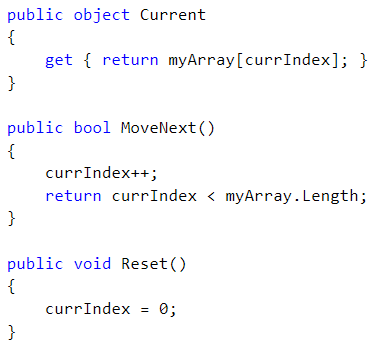 public object Current
{
    get { return myArray[currIndex]; }
}

public bool MoveNext()
{
    currIndex++;
    return currIndex < myArray.Length;
}

public void Reset()
{
    currIndex = 0;
}